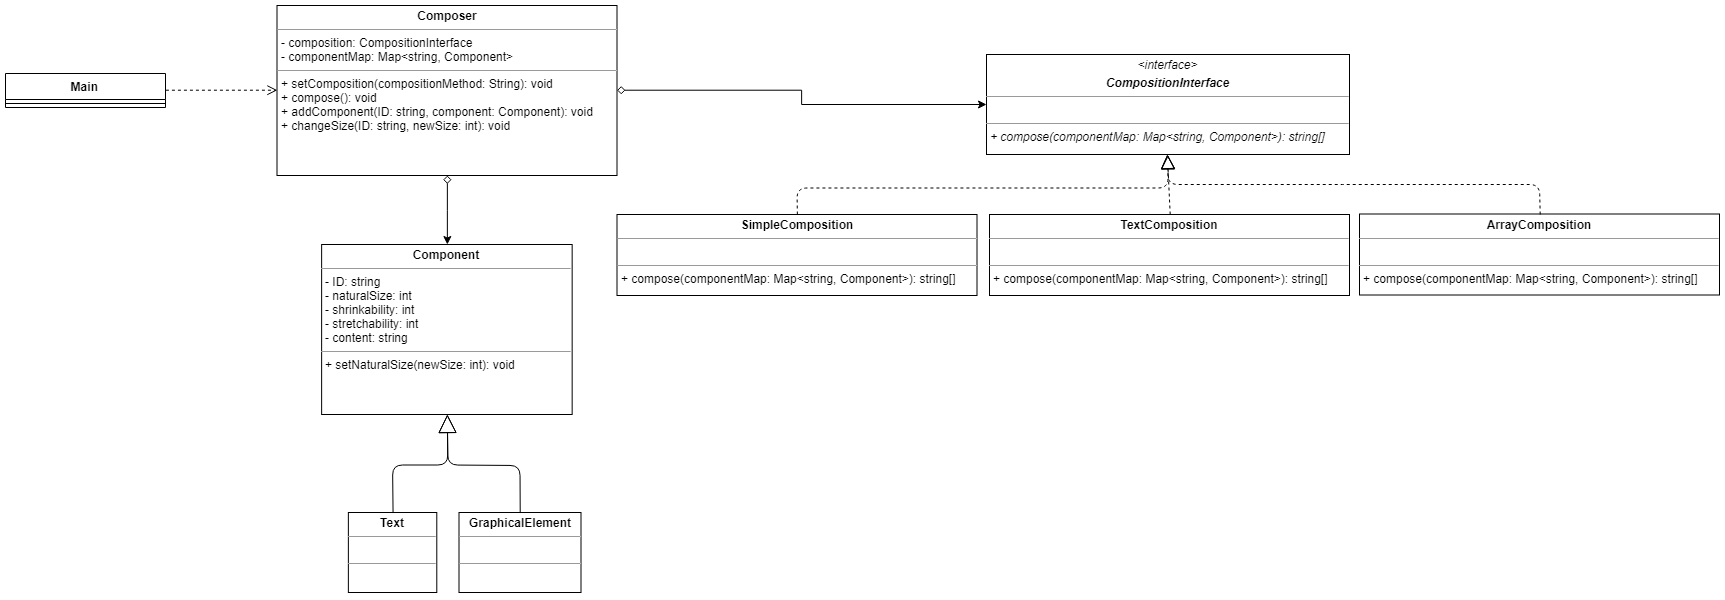 Composer
- composition: CompositionInterface
- componentMap: Map<string, Component>
+ setComposition(compositionMethod: String): void
+ compose(): void
+ addComponent(ID: string, component: Component): void
+ changeSize(ID: string, newSize: int): void
Main
<interface>
CompositionInterface
+ compose(componentMap: Map<string, Component>): string[]
SimpleComposition
+ compose(componentMap: Map<string, Component>): string[]
TextComposition
+ compose(componentMap: Map<string, Component>): string[]
ArrayComposition
+ compose(componentMap: Map<string, Component>): string[]
Component
- ID: string
- naturalSize: int
- shrinkability: int
- stretchability: int
- content: string
+ setNaturalSize(newSize: int): void
Text
GraphicalElement